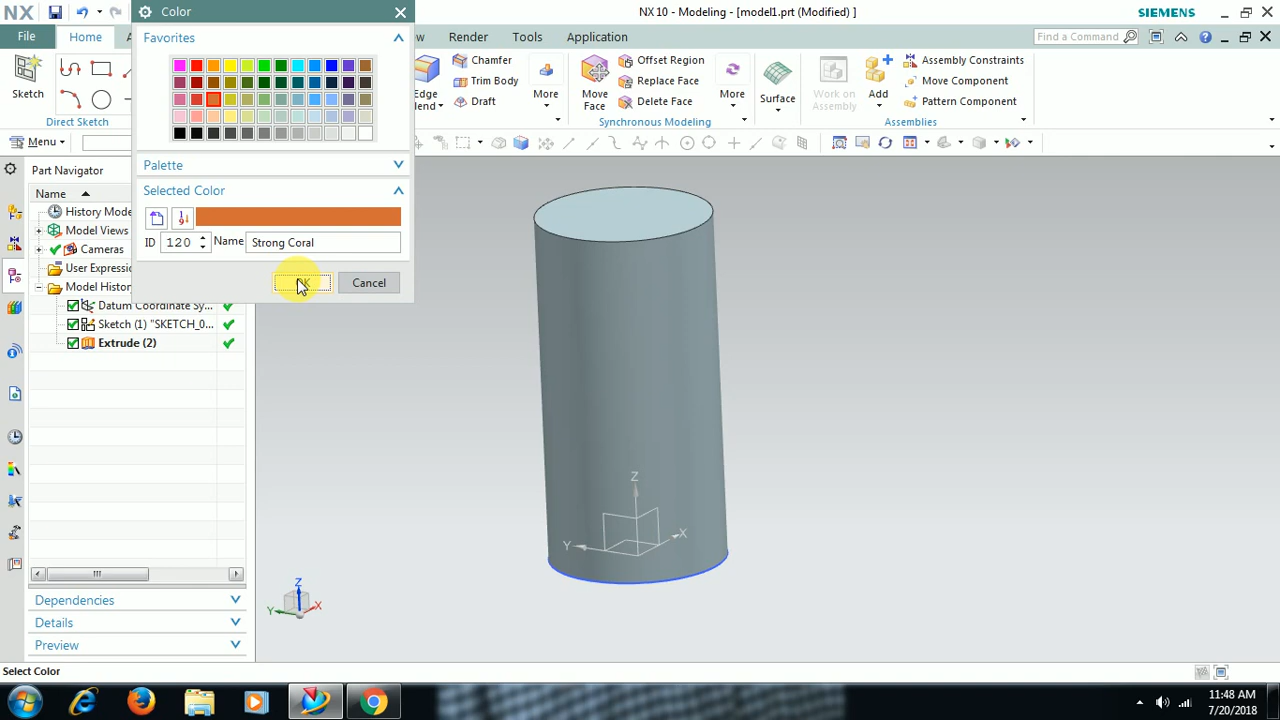 NX
Color
NX 10 - Modeling - [model1.prt (Modified) ]
SIEMENS
File
Home
Render
Tools
Application
Find a Command
Favorites
Sketch
Direct Sketch
Chamfer
Trim Body
Draft
More
Move
Face
Offset Region
Replace Face
Delete Face
More
Synchronous Modeling
Surface
Work on
Assembly
Add
Assembly Constraints
Move Component
Pattern Component
Assemblies
Menu
Palette
Part Navigator
Selected Color
Name
History Mode
Model Views
Cameras
User Expressi
Model Histor
ID 120 Name Strong Coral
Cancel
Datum Coordinate Sy...
Sketch (1) "SKETCH_0...
Extrude (2)
Z
X
Y
Z
Y
X
Dependencies
Details
Preview
Select Color
11:48 AM
7/20/2018